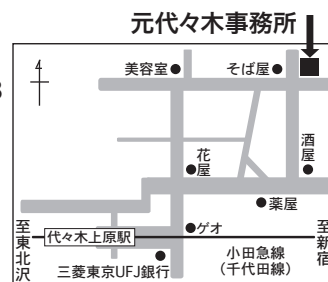 元代々木事務所
美容室
そば屋
花屋
酒屋
薬屋
至東北沢
代々木上原駅
ゲオ
至新宿
小田急線
（千代田線）
三菱東京UFJ銀行